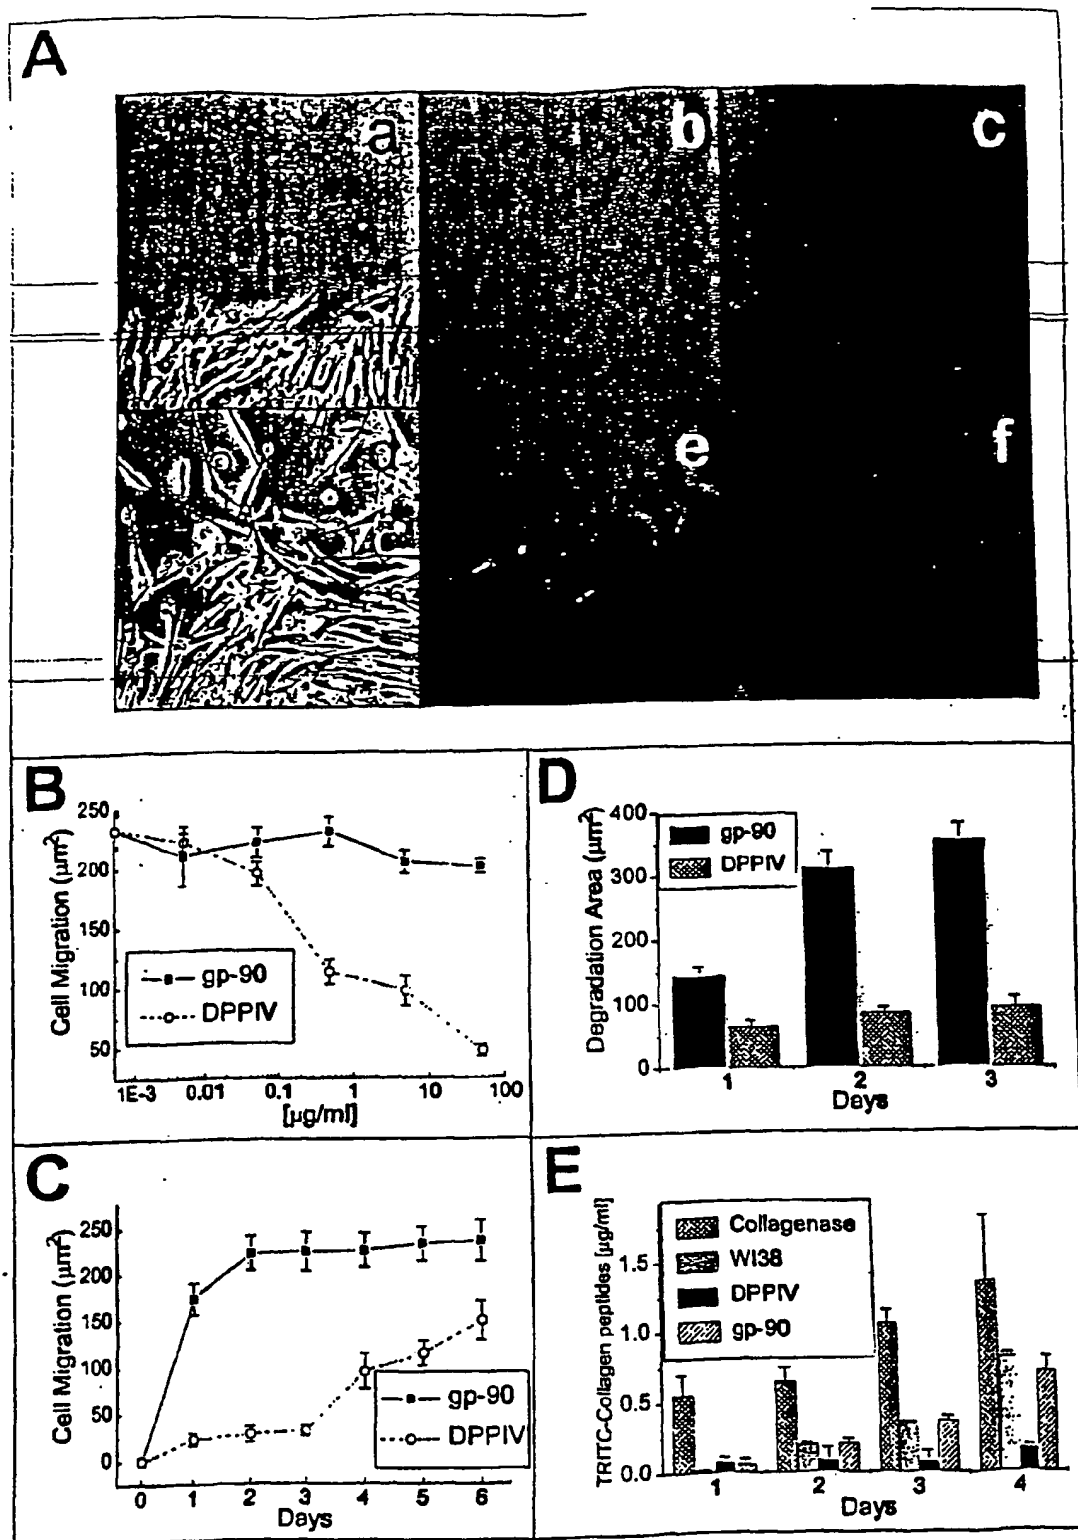 A
a b c
e f
B
Cell Migration (µm²)
250
200
150
100
50
gp-90
DPPIV
1E-3 0.01 0.1 1 10 100
[µg/ml]
C
Cell Migration (µm²)
250
200
150
100
50
0
gp-90
DPPIV
0 1 2 3 4 5 6
Days
D
Degradation Area (µm²)
400
300
200
100
0
gp-90
DPPIV
1 2 3
Days
E
TRITC-Collagen peptides [µg/ml]
1.5
1.0
0.5
0.0
Collagenase
WI38
DPPIV
gp-90
1 2 3 4
Days